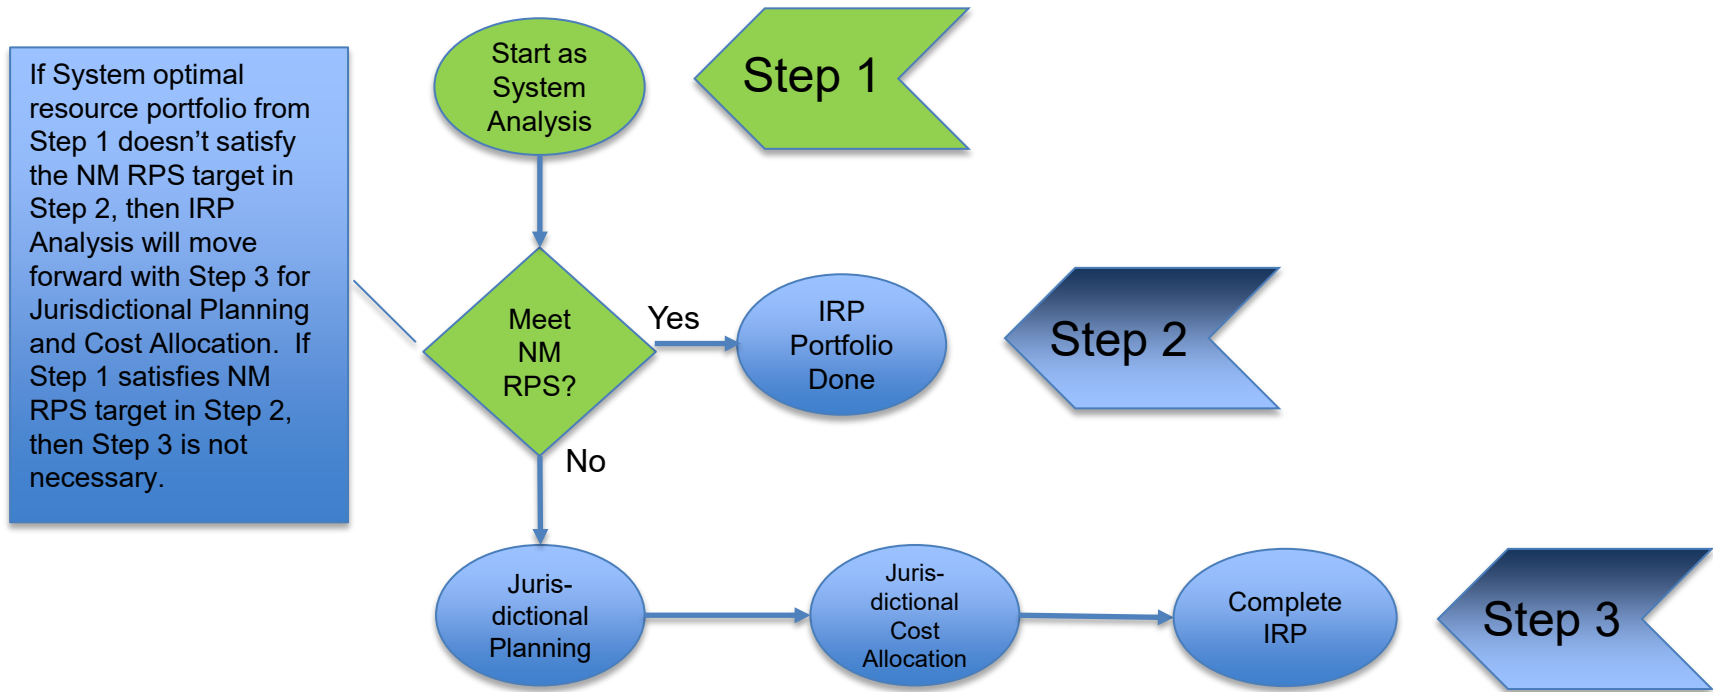 If System optimal
resource portfolio from
Step 1 doesn’t satisfy
the NM RPS target in
Step 2, then IRP
Analysis will move
forward with Step 3 for
Jurisdictional Planning
and Cost Allocation.  If
Step 1 satisfies NM
RPS target in Step 2,
then Step 3 is not
necessary.
Start as
System
Analysis
Step 1
Meet
NM
RPS?
Yes
IRP
Portfolio
Done
Step 2
No
Juris-
dictional
Planning
Juris-
dictional
Cost
Allocation
Complete
IRP
Step 3